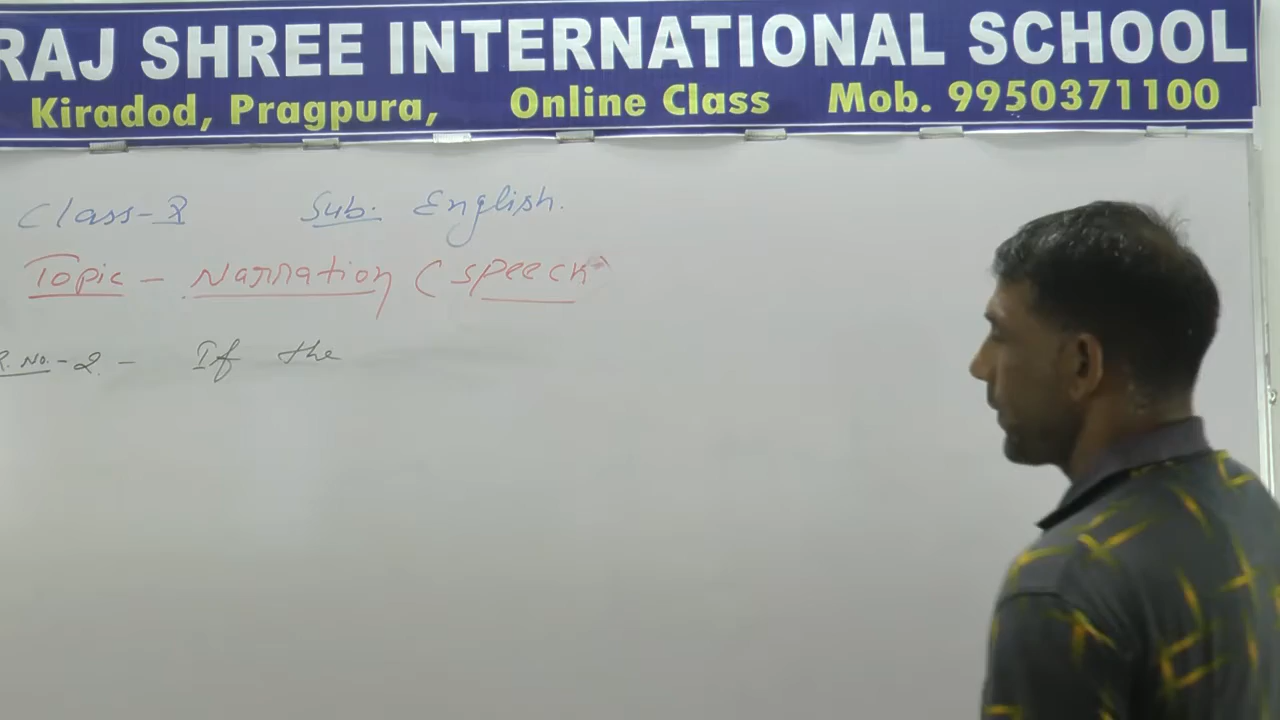 RAJ SHREE INTERNATIONAL SCHOOL
Kiradod, Pragpura, Online Class Mob. 9950371100
Class-X Sub. English.
Topic - Narration (speech)
R. No. - 2. - If the